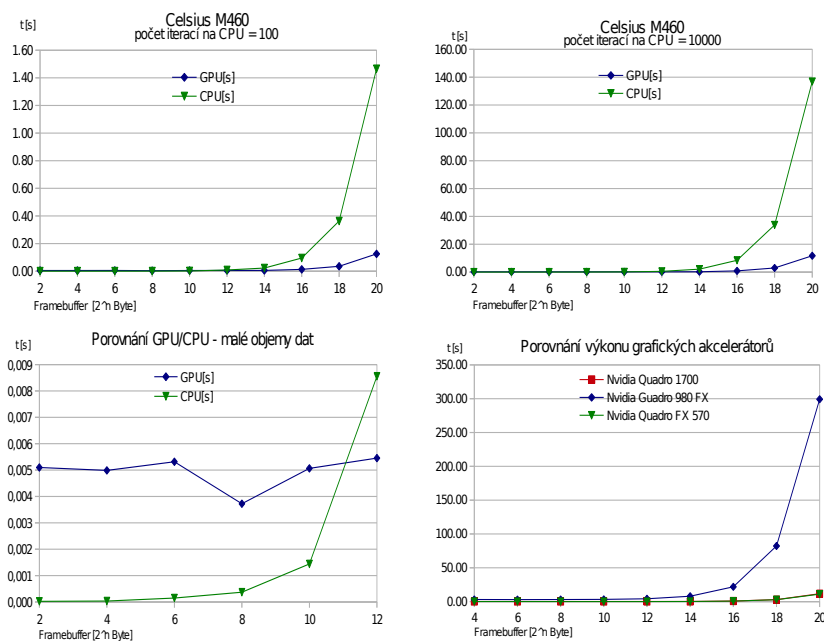 Celsius M460
počet iterací na CPU = 100
t[s]
1.60
1.40
1.20
1.00
0.80
0.60
0.40
0.20
0.00
GPU[s]
CPU[s]
2 4 6 8 10 12 14 16 18 20
Framebuffer [2^n Byte]
Celsius M460
počet iterací na CPU = 10000
t[s]
160.00
140.00
120.00
100.00
80.00
60.00
40.00
20.00
0.00
GPU[s]
CPU[s]
2 4 6 8 10 12 14 16 18 20
Framebuffer [2^n Byte]
Porovnání GPU/CPU - malé objemy dat
t[s]
0,009
0,008
0,007
0,006
0,005
0,004
0,003
0,002
0,001
0,000
GPU[s]
CPU[s]
2 4 6 8 10 12
Framebuffer [2^n Byte]
Porovnání výkonu grafických akcelerátorů
t[s]
350.00
300.00
250.00
200.00
150.00
100.00
50.00
0.00
Nvidia Quadro 1700
Nvidia Guadro 980 FX
Nvidia Quadro FX 570
4 6 8 10 12 14 16 18 20
Framebuffer [2^n Byte]